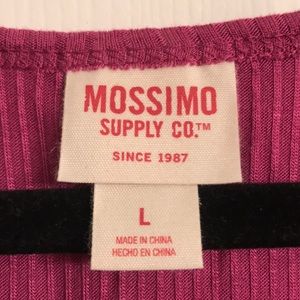 MOSSIMO
SUPPLY CO.™
SINCE 1987
L
MADE IN CHINA
HECHO EN CHINA